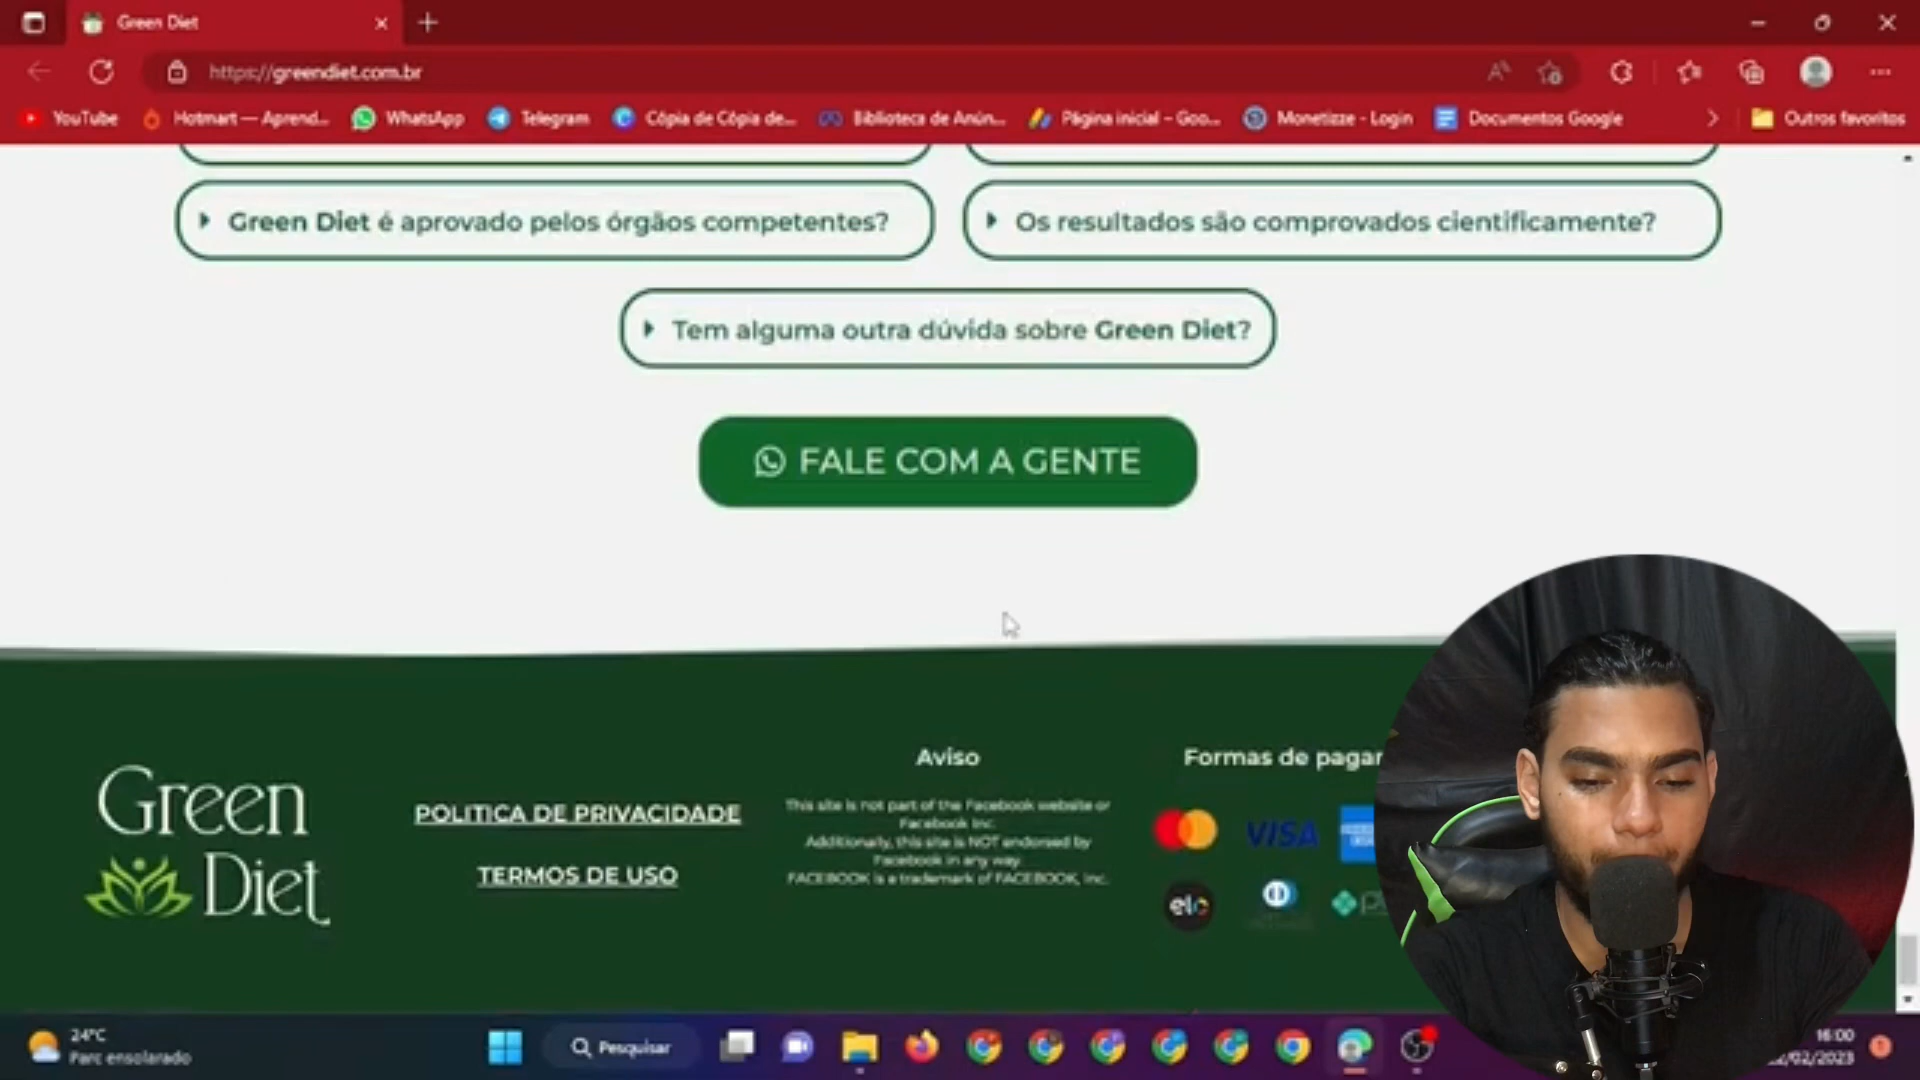 Green Diet
https://greendiet.com.br
YouTube
Hotmart — Aprend...
WhatsApp
Telegram
Cópia de Cópia de...
Biblioteca de Anún...
Página inicial – Goo...
Monetizze - Login
Documentos Google
Outros favoritos
Green Diet é aprovado pelos órgãos competentes?
Os resultados são comprovados cientificamente?
Tem alguma outra dúvida sobre Green Diet?
FALE COM A GENTE
Green
Diet
POLITICA DE PRIVACIDADE
TERMOS DE USO
Aviso
This site is not part of the Facebook website or
Facebook Inc.
Additionally, this site is NOT endorsed by
Facebook in any way.
FACEBOOK is a trademark of FACEBOOK, Inc.
Formas de pagar
VISA
elo
24°C
Parc ensolarado
Pesquisar
16:00
/02/2023